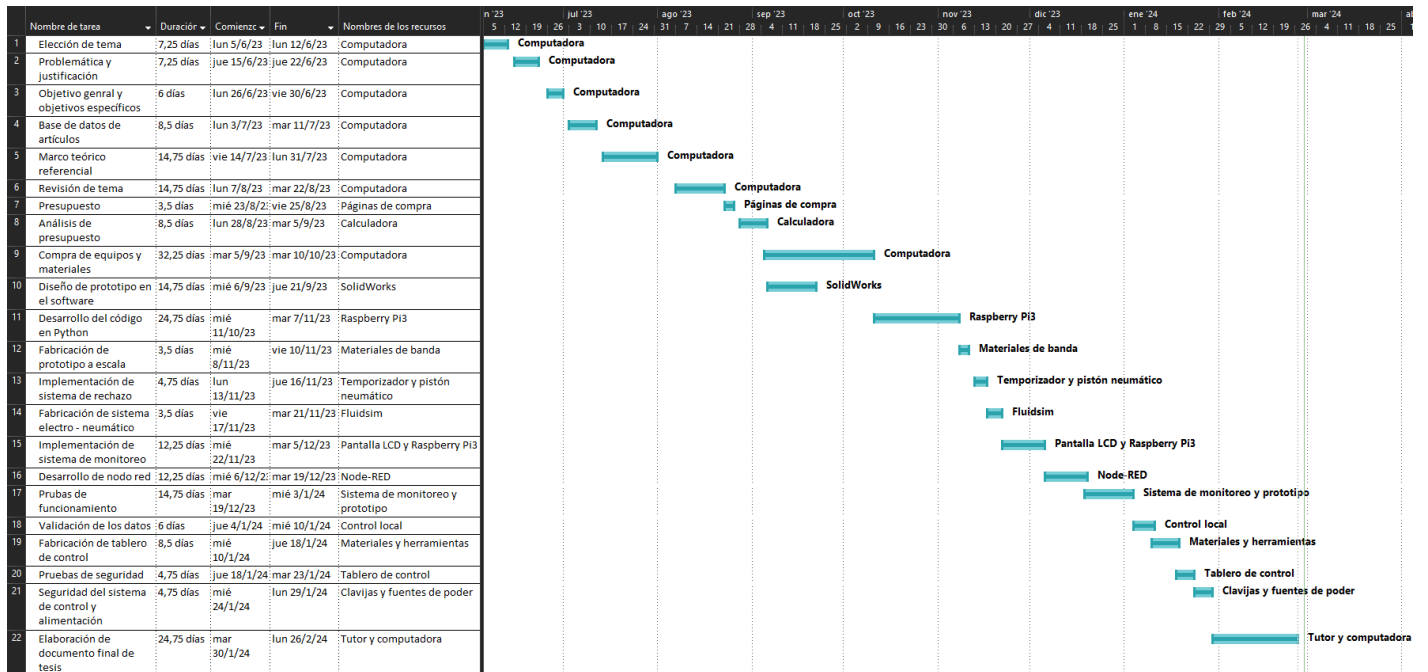 Nombre de tarea Duración Comienzo Fin Nombres de los recursos
n '23 jul '23 ago '23 sep '23 oct '23 nov '23 dic '23 ene '24 feb '24 mar '24
5 12 19 26 3 10 17 24 31 7 14 21 28 4 11 18 25 2 9 16 23 30 6 13 20 27 4 11 18 25 1 8 15 22 29 5 12 19 26 4 11 18 25
1 Elección de tema 7,25 días lun 5/6/23 lun 12/6/23 Computadora
Computadora
2 Problemática y 7,25 días jue 15/6/23 jue 22/6/23 Computadora
justificación
Computadora
3 Objetivo genral y 6 días lun 26/6/23 vie 30/6/23 Computadora
objetivos específicos
Computadora
4 Base de datos de 8,5 días lun 3/7/23 mar 11/7/23 Computadora
artículos
Computadora
5 Marco teórico 14,75 días vie 14/7/23 lun 31/7/23 Computadora
referencial
Computadora
6 Revisión de tema 14,75 días lun 7/8/23 mar 22/8/23 Computadora
Computadora
7 Presupuesto 3,5 días mié 23/8/2 vie 25/8/23 Páginas de compra
Páginas de compra
8 Análisis de 8,5 días lun 28/8/23 mar 5/9/23 Calculadora
presupuesto
Calculadora
9 Compra de equipos y 32,25 días mar 5/9/23 mar 10/10/23 Computadora
materiales
Computadora
10 Diseño de prototipo en 14,75 días mié 6/9/23 jue 21/9/23 SolidWorks
el software
SolidWorks
11 Desarrollo del código 24,75 días mié mar 7/11/23 Raspberry Pi3
en Python 11/10/23
Raspberry Pi3
12 Fabricación de 3,5 días mié vie 10/11/23 Materiales de banda
prototipo a escala 8/11/23
Materiales de banda
13 Implementación de 4,75 días lun jue 16/11/23 Temporizador y pistón
sistema de rechazo 13/11/23 neumático
Temporizador y pistón neumático
14 Fabricación de sistema 3,5 días vie mar 21/11/23 Fluidsim
electro - neumático 17/11/23
Fluidsim
15 Implementación de 12,25 días mié mar 5/12/23 Pantalla LCD y Raspberry Pi3
sistema de monitoreo 22/11/23
Pantalla LCD y Raspberry Pi3
16 Desarrollo de nodo red 12,25 días mié 6/12/2 mar 19/12/23 Node-RED
Node-RED
17 Prubas de 14,75 días mar mié 3/1/24 Sistema de monitoreo y
funcionamiento 19/12/23 prototipo
Sistema de monitoreo y prototipo
18 Validación de los datos 6 días jue 4/1/24 mié 10/1/24 Control local
Control local
19 Fabricación de tablero 8,5 días mié jue 18/1/24 Materiales y herramientas
de control 10/1/24
Materiales y herramientas
20 Pruebas de seguridad 4,75 días jue 18/1/24 mar 23/1/24 Tablero de control
Tablero de control
21 Seguridad del sistema 4,75 días mié lun 29/1/24 Clavijas y fuentes de poder
de control y 24/1/24
alimentación
Clavijas y fuentes de poder
22 Elaboración de 24,75 días mar lun 26/2/24 Tutor y computadora
documento final de 30/1/24
tesis
Tutor y computadora